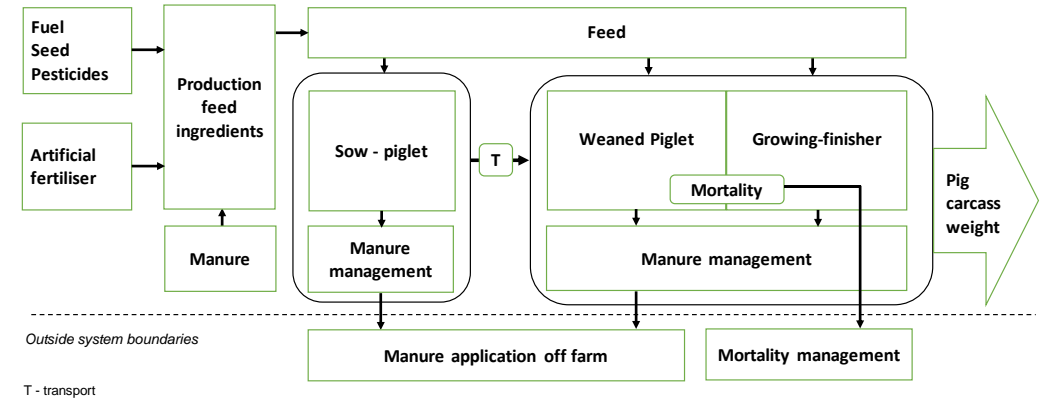 Fuel
Seed
Pesticides
Artificial
fertiliser
Production
feed
ingredients
Manure
Feed
Sow - piglet
Manure
management
T
Weaned Piglet
Growing-finisher
Mortality
Manure management
Pig
carcass
weight
Outside system boundaries
Manure application off farm
Mortality management
T - transport